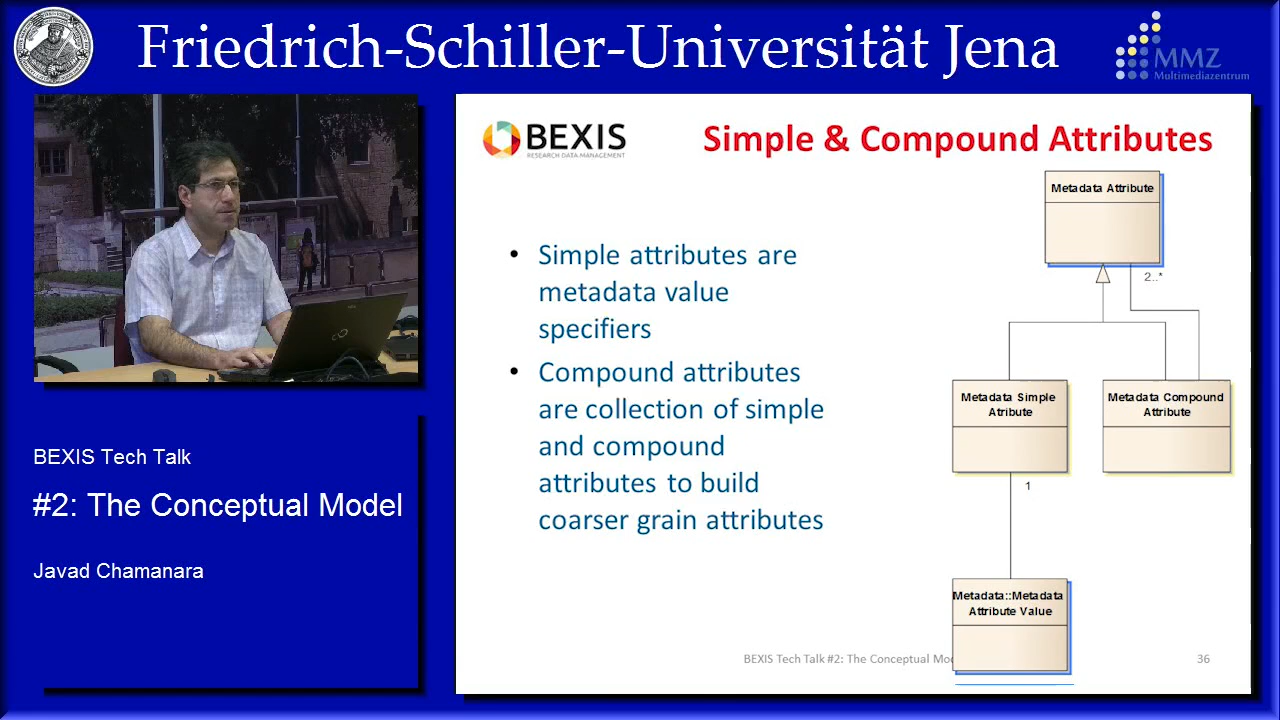 Friedrich-Schiller-Universität Jena
MMZ
Multimediazentrum
BEXIS
RESEARCH DATA MANAGEMENT
Simple & Compound Attributes
• Simple attributes are
metadata value
specifiers
• Compound attributes
are collection of simple
and compound
attributes to build
coarser grain attributes
Metadata Attribute
2..*
Metadata Simple
Atribute
Metadata Compound
Attribute
1
Metadata::Metadata
Attribute Value
BEXIS Tech Talk #2: The Conceptual Mo
36
BEXIS Tech Talk
#2: The Conceptual Model
Javad Chamanara